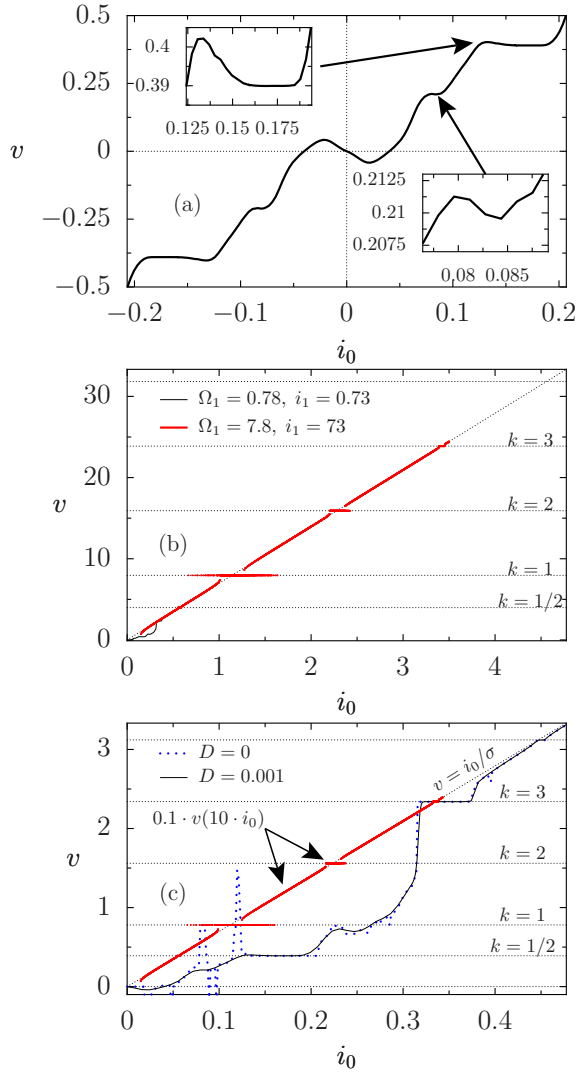 0.5
0.25
0
-0.25
-0.5
v
0.4
0.39
0.125 0.15 0.175
(a)
0.2125
0.21
0.2075
0.08 0.085
−0.2 −0.1 0 0.1 0.2
i₀
30
20
10
0
v
Ω₁ = 0.78, i₁ = 0.73
Ω₁ = 7.8, i₁ = 73
k = 3
k = 2
k = 1
k = 1/2
(b)
0 1 2 3 4
i₀
3
2
1
0
v
D = 0
D = 0.001
v = i₀/σ
0.1 · v(10 · i₀)
k = 3
k = 2
k = 1
k = 1/2
(c)
0 0.1 0.2 0.3 0.4
i₀